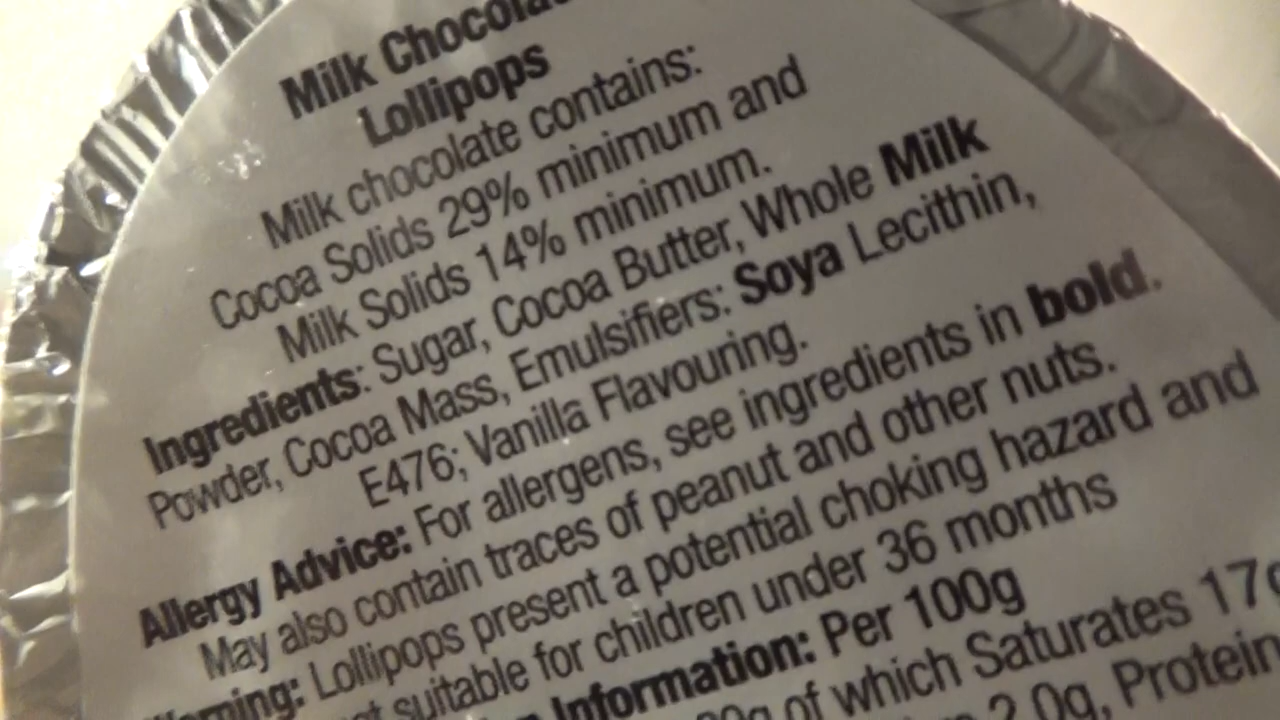 Milk Chocola
Lollipops
Milk chocolate contains:
Cocoa Solids 29% minimum and
Milk Solids 14% minimum.
Ingredients: Sugar, Cocoa Butter, Whole Milk
Powder, Cocoa Mass, Emulsifiers: Soya Lecithin,
E476; Vanilla Flavouring.
Allergy Advice: For allergens, see ingredients in bold.
May also contain traces of peanut and other nuts.
Lollipops present a potential choking hazard and
suitable for children under 36 months
Information: Per 100g
of which Saturates 17g
2.0g, Protein